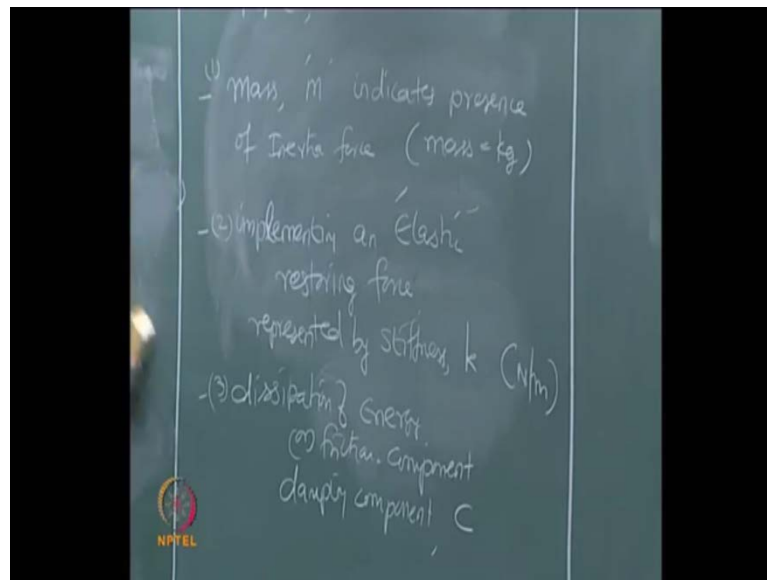 (1) Mass, 'm' indicates presence
of Inertia force (mass = kg)
(2) implementing an 'Elastic'
restoring force
represented by stiffness, k (N/m)
(3) dissipation of Energy
(or) friction component
damping component C
NPTEL